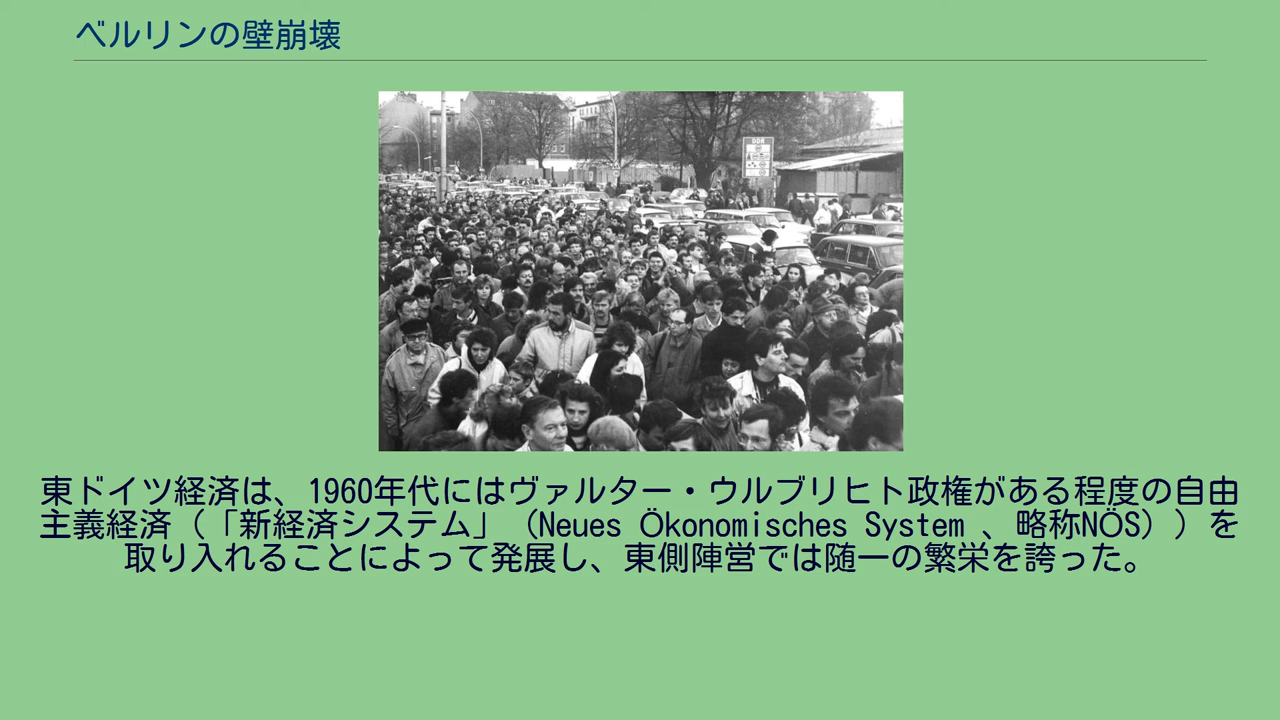 ベルリンの壁崩壊
DDR
東ドイツ経済は、1960年代にはヴァルター・ウルブリヒト政権がある程度の自由
主義経済（「新経済システム」（Neues Ökonomisches System 、略称NÖS））を
取り入れることによって発展し、東側陣営では随一の繁栄を誇った。